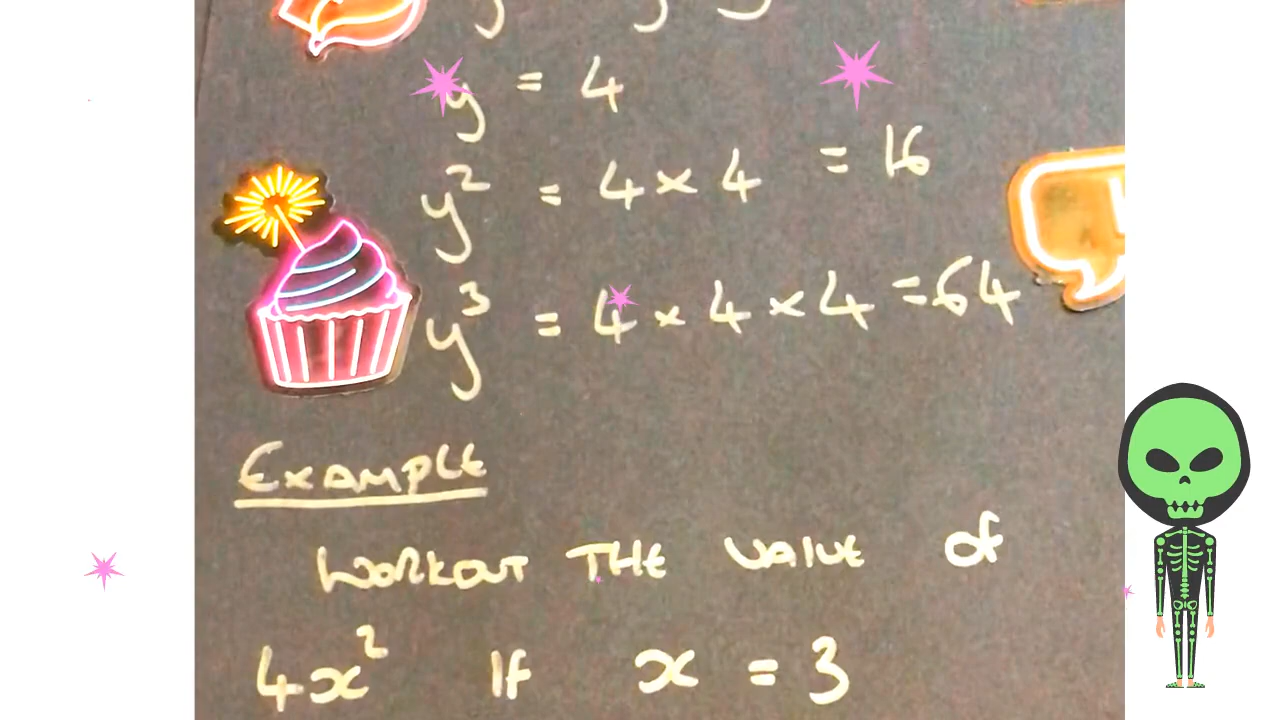 y = 4
y² = 4 × 4 = 16
y³ = 4 × 4 × 4 = 64
Example
Workout the value of
4x² If x = 3